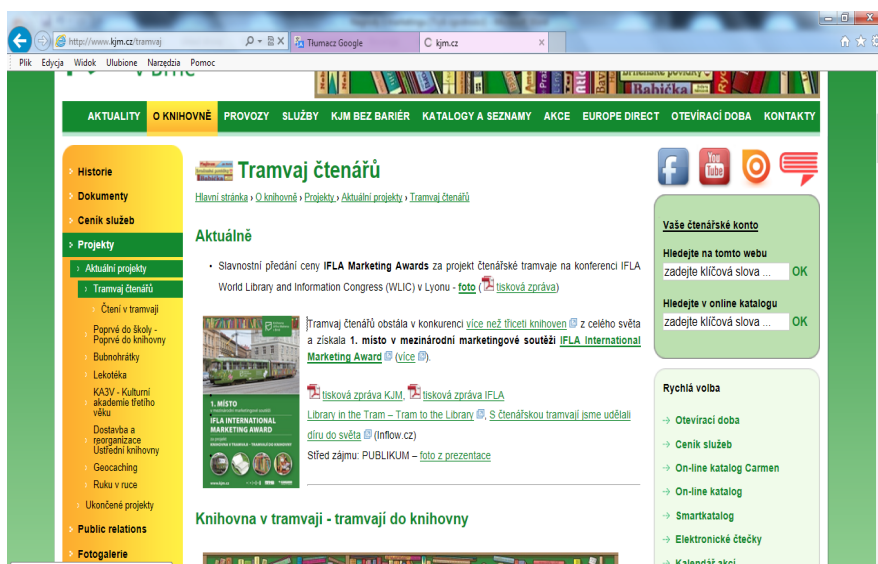 http://www.kjm.cz/tramvaj
Tłumacz Google
kjm.cz
Plik Edycja Widok Ulubione Narzędzia Pomoc
AKTUALITY O KNIHOVNĚ PROVOZY SLUŽBY KJM BEZ BARIÉR KATALOGY A SEZNAMY AKCE EUROPE DIRECT OTEVÍRACÍ DOBA KONTAKTY
Historie
Dokumenty
Ceník služeb
Projekty
Aktuální projekty
Tramvaj čtenářů
Čtení v tramvaji
Poprvé do školy -
Poprvé do knihovny
Bubnohrátky
Lekotéka
KA3V - Kulturní
akademie třetího
věku
Dostavba a
reorganizace
Ústřední knihovny
Geocaching
Ruku v ruce
Ukončené projekty
Public relations
Fotogalerie
Tramvaj čtenářů
Hlavní stránka › O knihovně › Projekty › Aktuální projekty › Tramvaj čtenářů
Aktuálně
• Slavnostní předání ceny IFLA Marketing Awards za projekt čtenářské tramvaje na konferenci IFLA
World Library and Information Congress (WLIC) v Lyonu - foto (tisková zpráva)
1. MÍSTO
IFLA INTERNATIONAL
MARKETING AWARD
Tramvaj čtenářů obstála v konkurenci více než třiceti knihoven z celého světa
a získala 1. místo v mezinárodní marketingové soutěži IFLA International
Marketing Award (více).
tisková zpráva KJM, tisková zpráva IFLA
Library in the Tram – Tram to the Library, S čtenářskou tramvají jsme udělali
díru do světa (Inflow.cz)
Střed zájmu: PUBLIKUM – foto z prezentace
Knihovna v tramvaji - tramvají do knihovny
You
Tube
Vaše čtenářské konto
Hledejte na tomto webu
zadejte klíčová slova ... OK
Hledejte v online katalogu
zadejte klíčová slova ... OK
Rychlá volba
Otevírací doba
Ceník služeb
On-line katalog Carmen
On-line katalog
Smartkatalog
Elektronické čtečky
Kalendář akcí